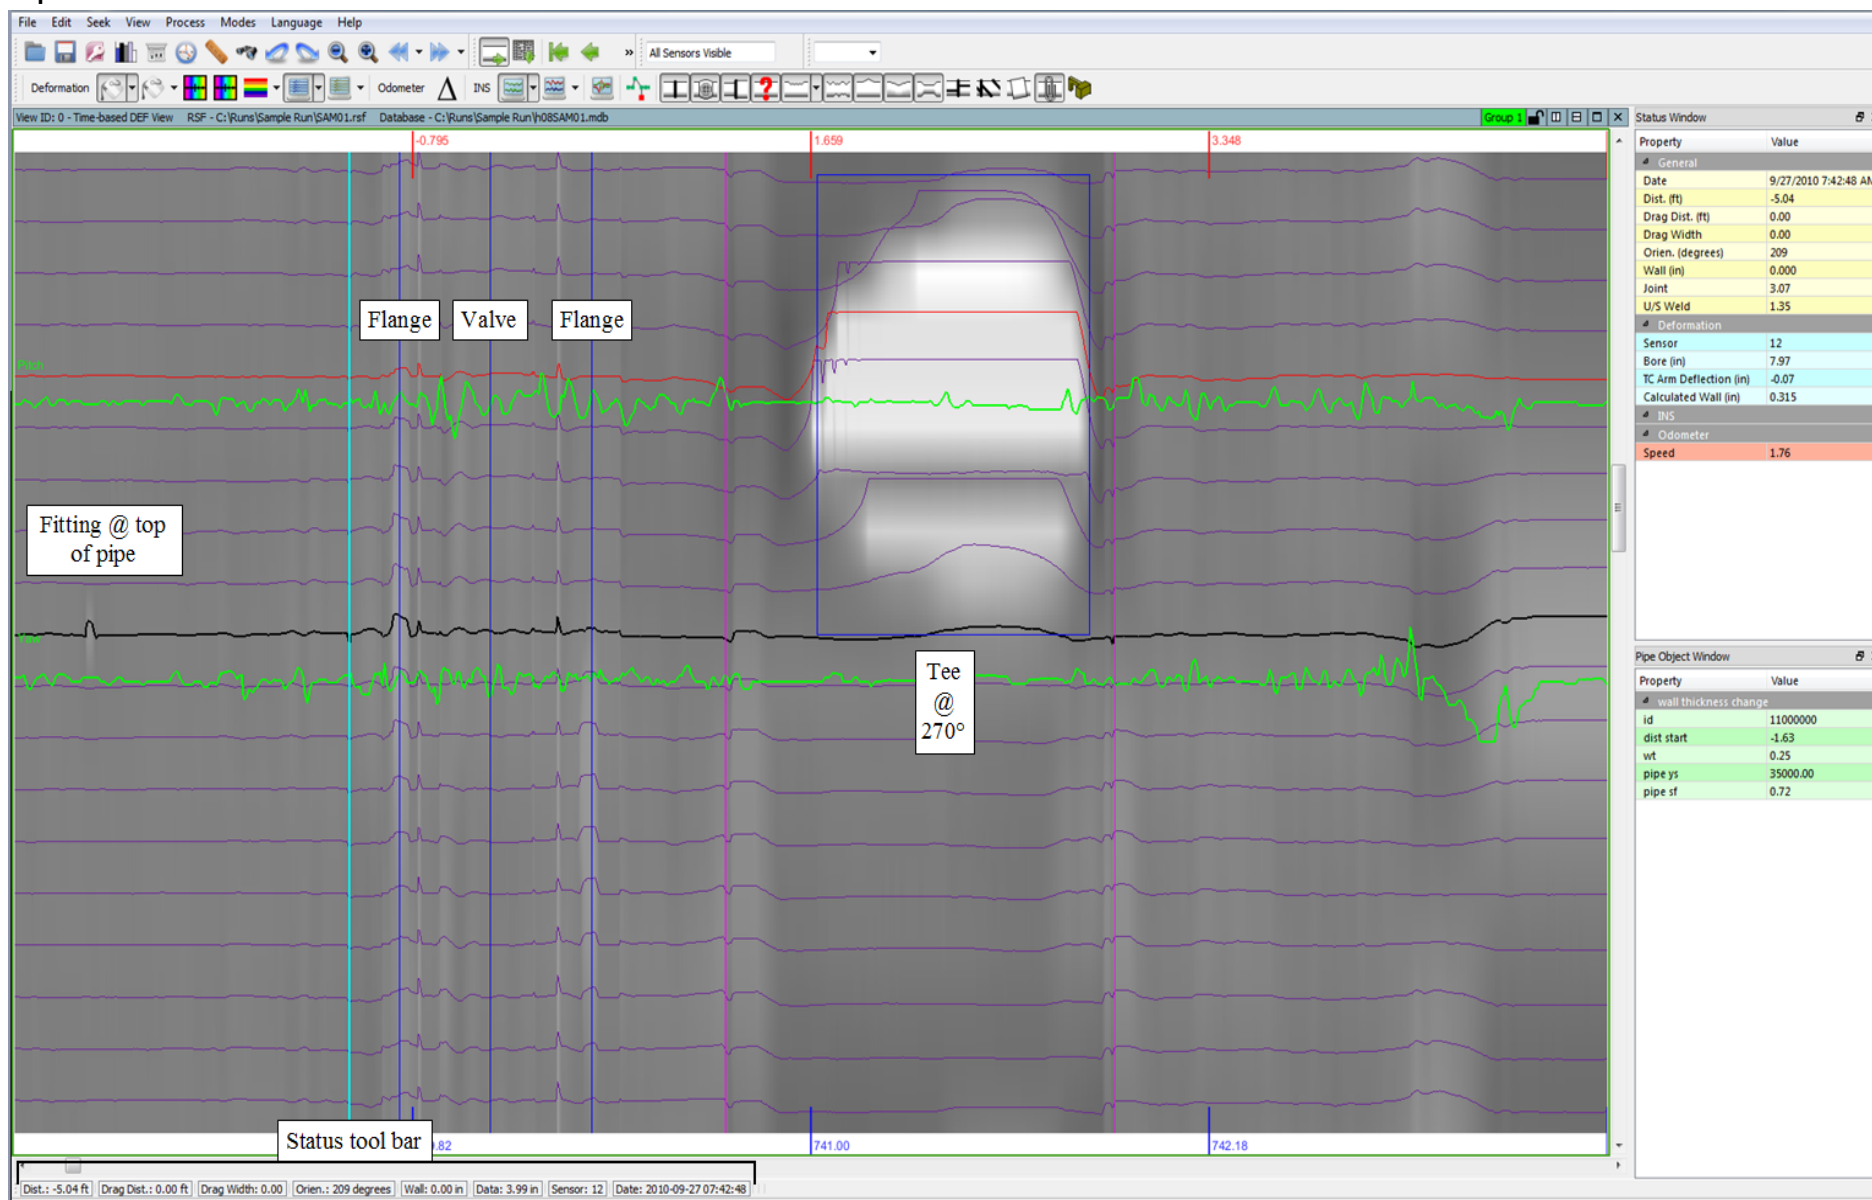 File Edit Seek View Process Modes Language Help
» All Sensors Visible
Deformation Odometer Δ INS
View ID: 0 - Time-based DEF View RSF - C:\Runs\Sample Run\SAM01.rsf Database - C:\Runs\Sample Run\h08SAM01.mdb Group 1
-0.795 1.659 3.348
Flange Valve Flange
Pitch
Fitting @ top
of pipe
Yaw
Tee
@
270°
Status tool bar
.82 741.00 742.18
Dist.: -5.04 ft Drag Dist.: 0.00 ft Drag Width: 0.00 Orien.: 209 degrees Wall: 0.00 in Data: 3.99 in Sensor: 12 Date: 2010-09-27 07:42:48
Status Window
Property Value
General
Date 9/27/2010 7:42:48 AM
Dist. (ft) -5.04
Drag Dist. (ft) 0.00
Drag Width 0.00
Orien. (degrees) 209
Wall (in) 0.000
Joint 3.07
U/S Weld 1.35
Deformation
Sensor 12
Bore (in) 7.97
TC Arm Deflection (in) -0.07
Calculated Wall (in) 0.315
INS
Odometer
Speed 1.76
Pipe Object Window
Property Value
wall thickness change
id 11000000
dist start -1.63
wt 0.25
pipe ys 35000.00
pipe sf 0.72